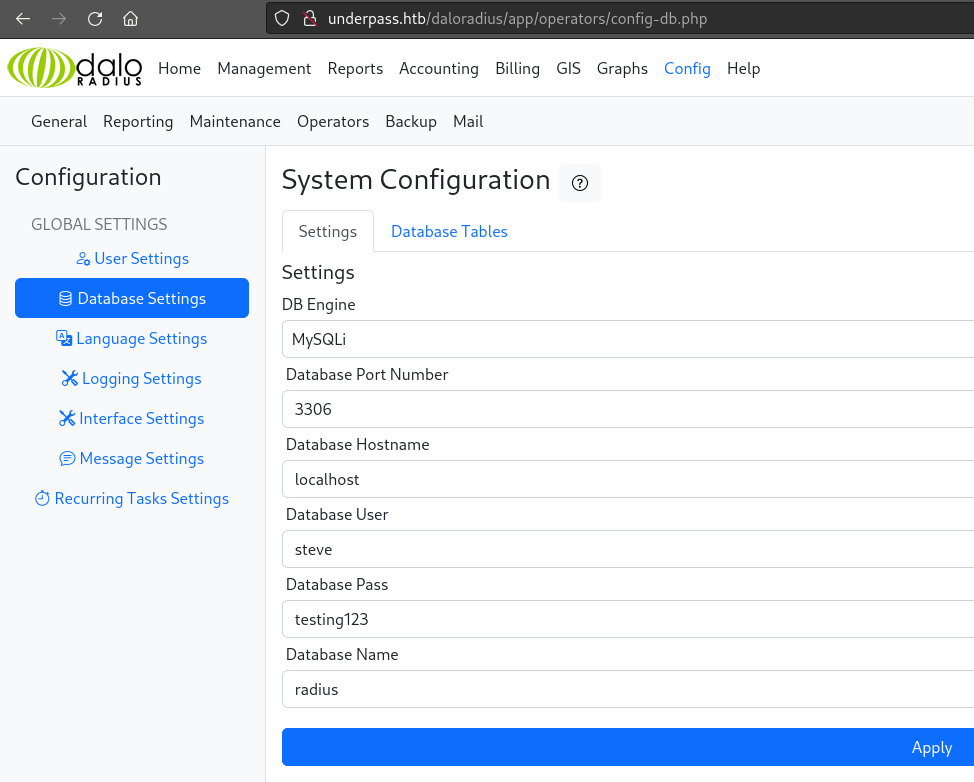 underpass.htb/daloradius/app/operators/config-db.php
dalo RADIUS
Home Management Reports Accounting Billing GIS Graphs Config Help
General Reporting Maintenance Operators Backup Mail
Configuration
GLOBAL SETTINGS
User Settings
Database Settings
Language Settings
Logging Settings
Interface Settings
Message Settings
Recurring Tasks Settings
System Configuration
Settings Database Tables
Settings
DB Engine
MySQLi
Database Port Number
3306
Database Hostname
localhost
Database User
steve
Database Pass
testing123
Database Name
radius
Apply